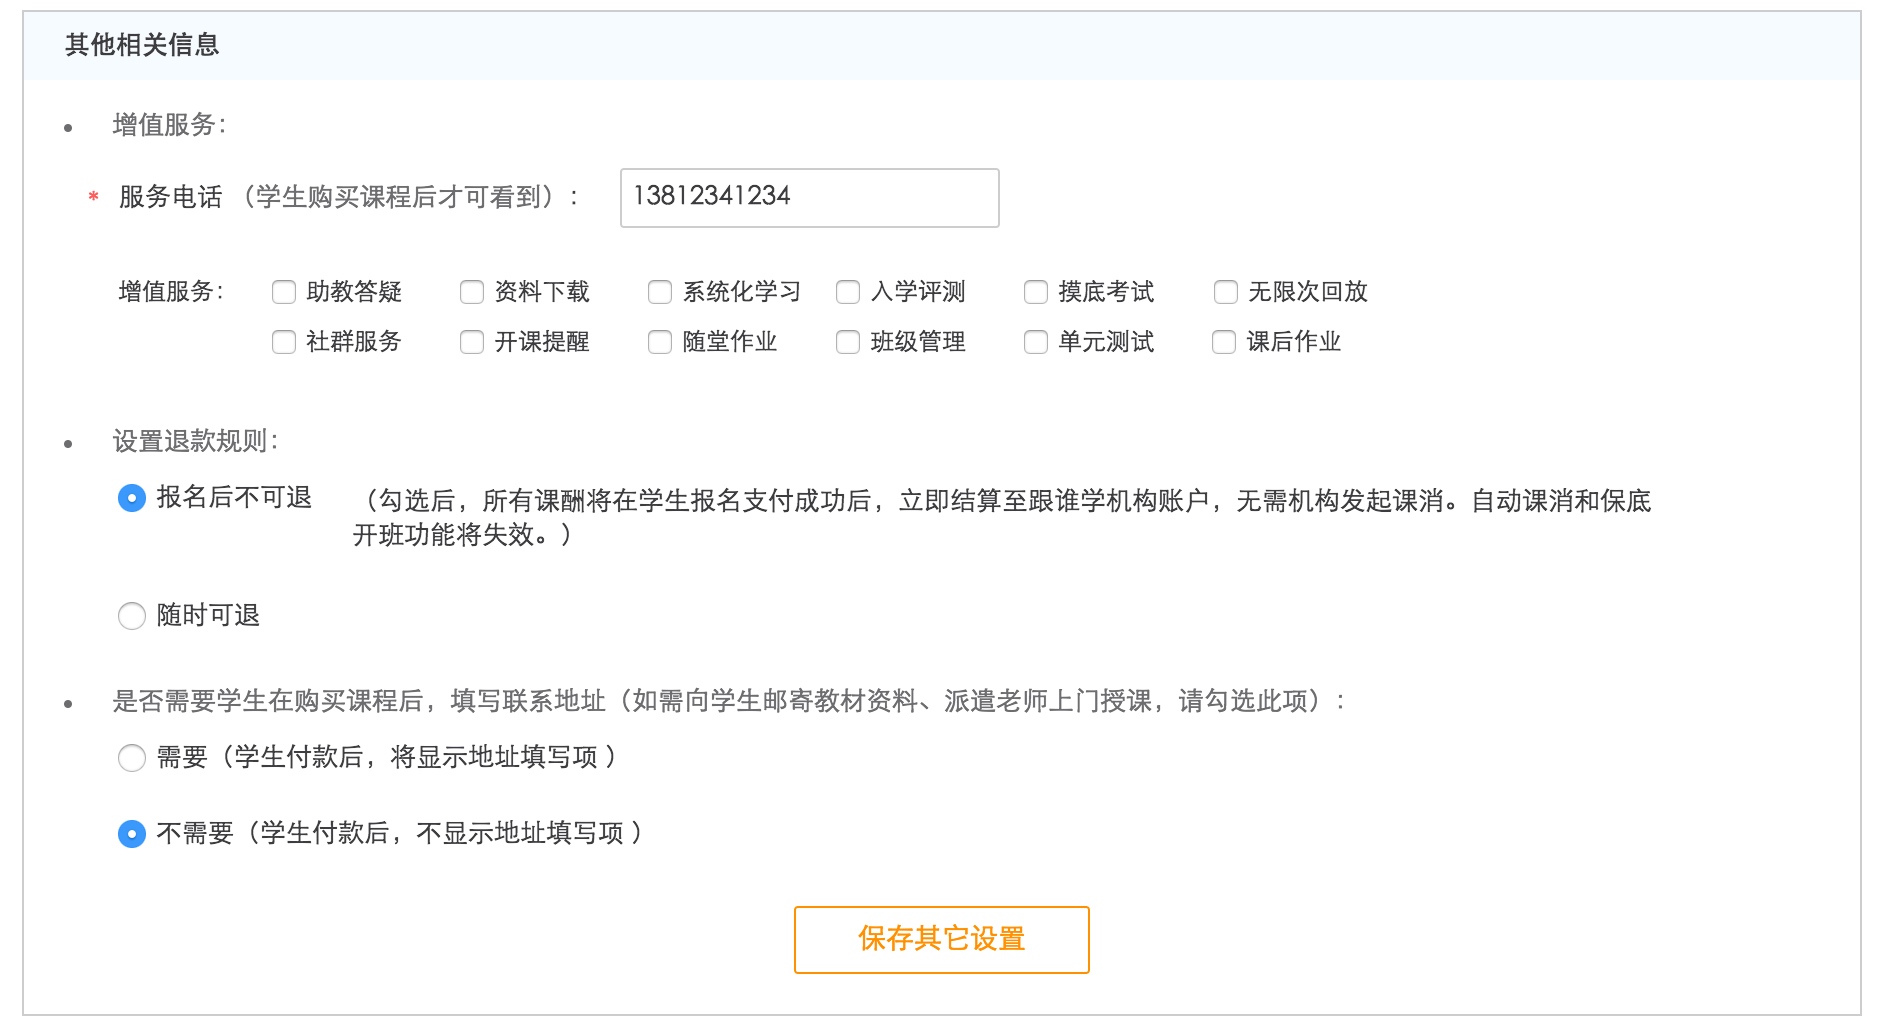 其他相关信息
增值服务：
* 服务电话（学生购买课程后才可看到）： 13812341234
增值服务： 助教答疑 资料下载 系统化学习 入学评测 摸底考试 无限次回放
社群服务 开课提醒 随堂作业 班级管理 单元测试 课后作业
设置退款规则：
报名后不可退 （勾选后，所有课酬将在学生报名支付成功后，立即结算至跟谁学机构账户，无需机构发起课消。自动课消和保底
开班功能将失效。）
随时可退
是否需要学生在购买课程后，填写联系地址（如需向学生邮寄教材资料、派遣老师上门授课，请勾选此项）：
需要（学生付款后，将显示地址填写项 ）
不需要（学生付款后，不显示地址填写项 ）
保存其它设置